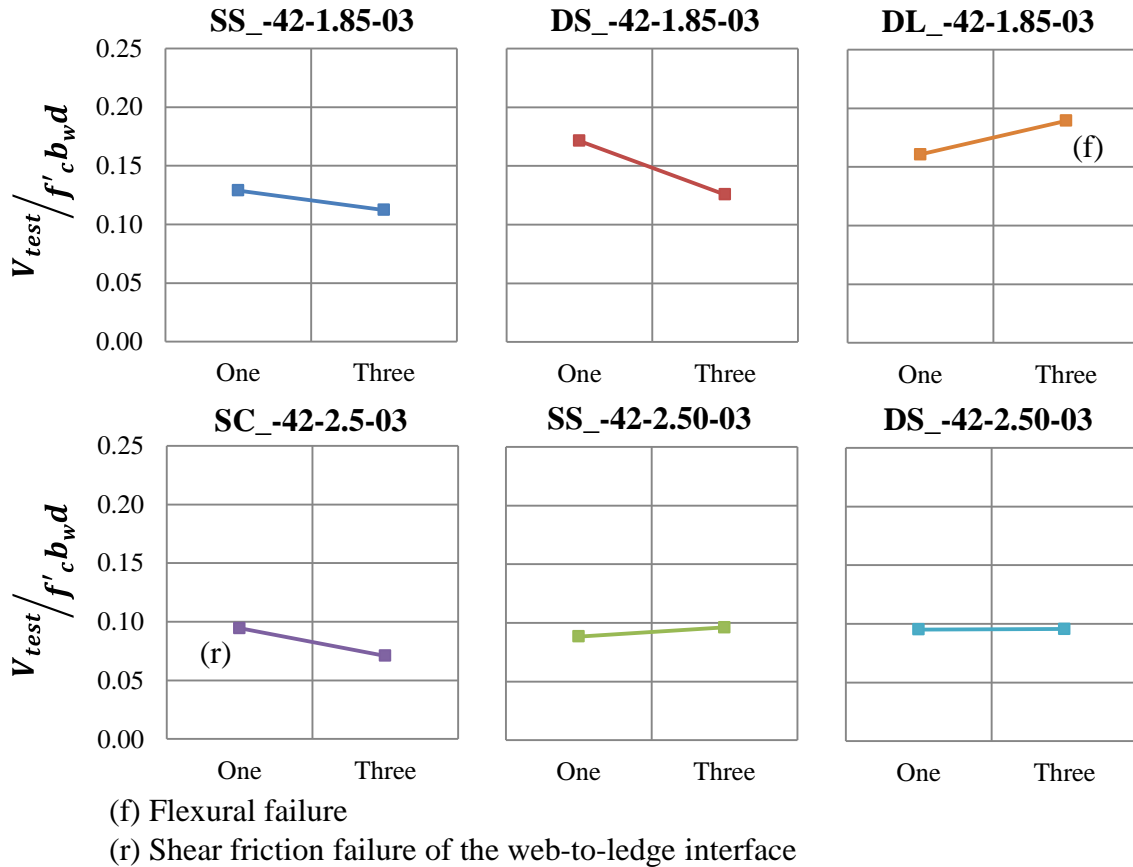 SS_-42-1.85-03 DS_-42-1.85-03 DL_-42-1.85-03
V_test/f'_c b_w d
0.25
0.20
0.15
0.10
0.05
0.00
(f)
One Three One Three One Three
SC_-42-2.5-03 SS_-42-2.50-03 DS_-42-2.50-03
V_test/f'_c b_w d
0.25
0.20
0.15
0.10
0.05
0.00
(r)
One Three One Three One Three
(f) Flexural failure
(r) Shear friction failure of the web-to-ledge interface